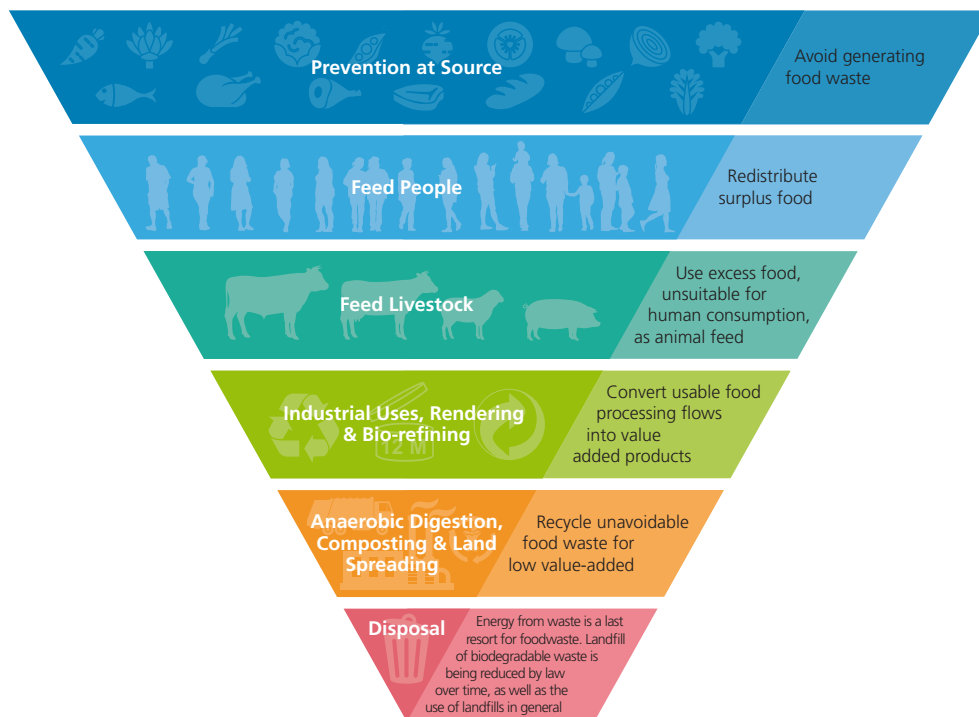 Prevention at Source
Avoid generating
food waste
Feed People
Redistribute
surplus food
Feed Livestock
Use excess food,
unsuitable for
human consumption,
as animal feed
Industrial Uses, Rendering
& Bio-refining
12 M
Convert usable food
processing flows
into value
added products
Anaerobic Digestion,
Composting & Land
Spreading
Recycle unavoidable
food waste for
low value-added
Disposal
Energy from waste is a last
resort for foodwaste. Landfill
of biodegradable waste is
being reduced by law
over time, as well as the
use of landfills in general